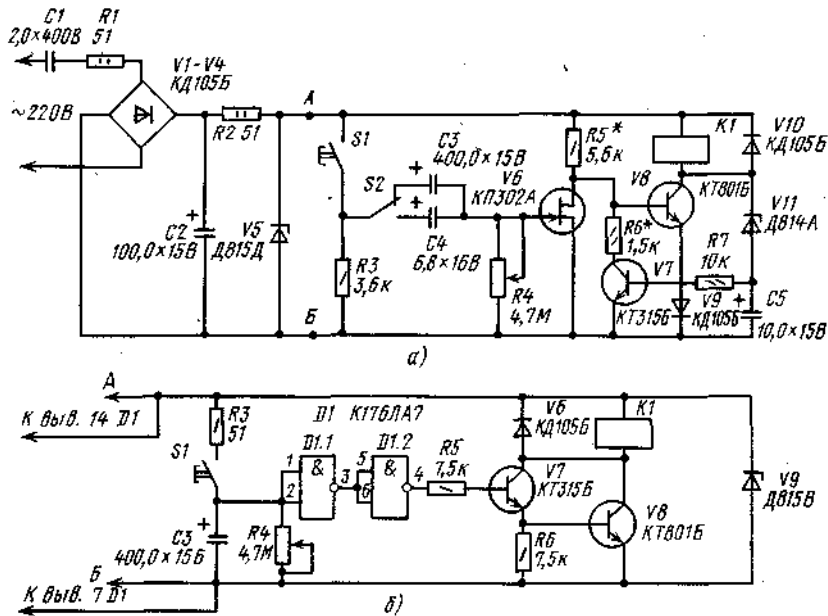 C1
2,0×400В
R1
51
V1-V4
КД105Б
~220В
R2 51
А
S1
S2
C3
400,0×15В
R5*
5,6к
V6
КП302А
K1
V10
КД105Б
V8
КТ801Б
V11
Д814А
C2
100,0×15В
V5
Д815Д
R3
3,6к
C4
6,8×16В
R4
4,7М
R6*
1,5к
V7
КТ315Б
R7
10к
V9
КД105Б
C5
10,0×15В
Б
а)
А
К выв. 14 D1
R3
51
S1
D1 К176ЛА7
D1.1
D1.2
1
2
&
3
5
6
&
4
R5
7,5к
V6
КД105Б
K1
V7
КТ315Б
V8
КТ801Б
V9
Д815В
C3
400,0×15В
R4
4,7М
R6
7,5к
Б
К выв. 7 D1
б)